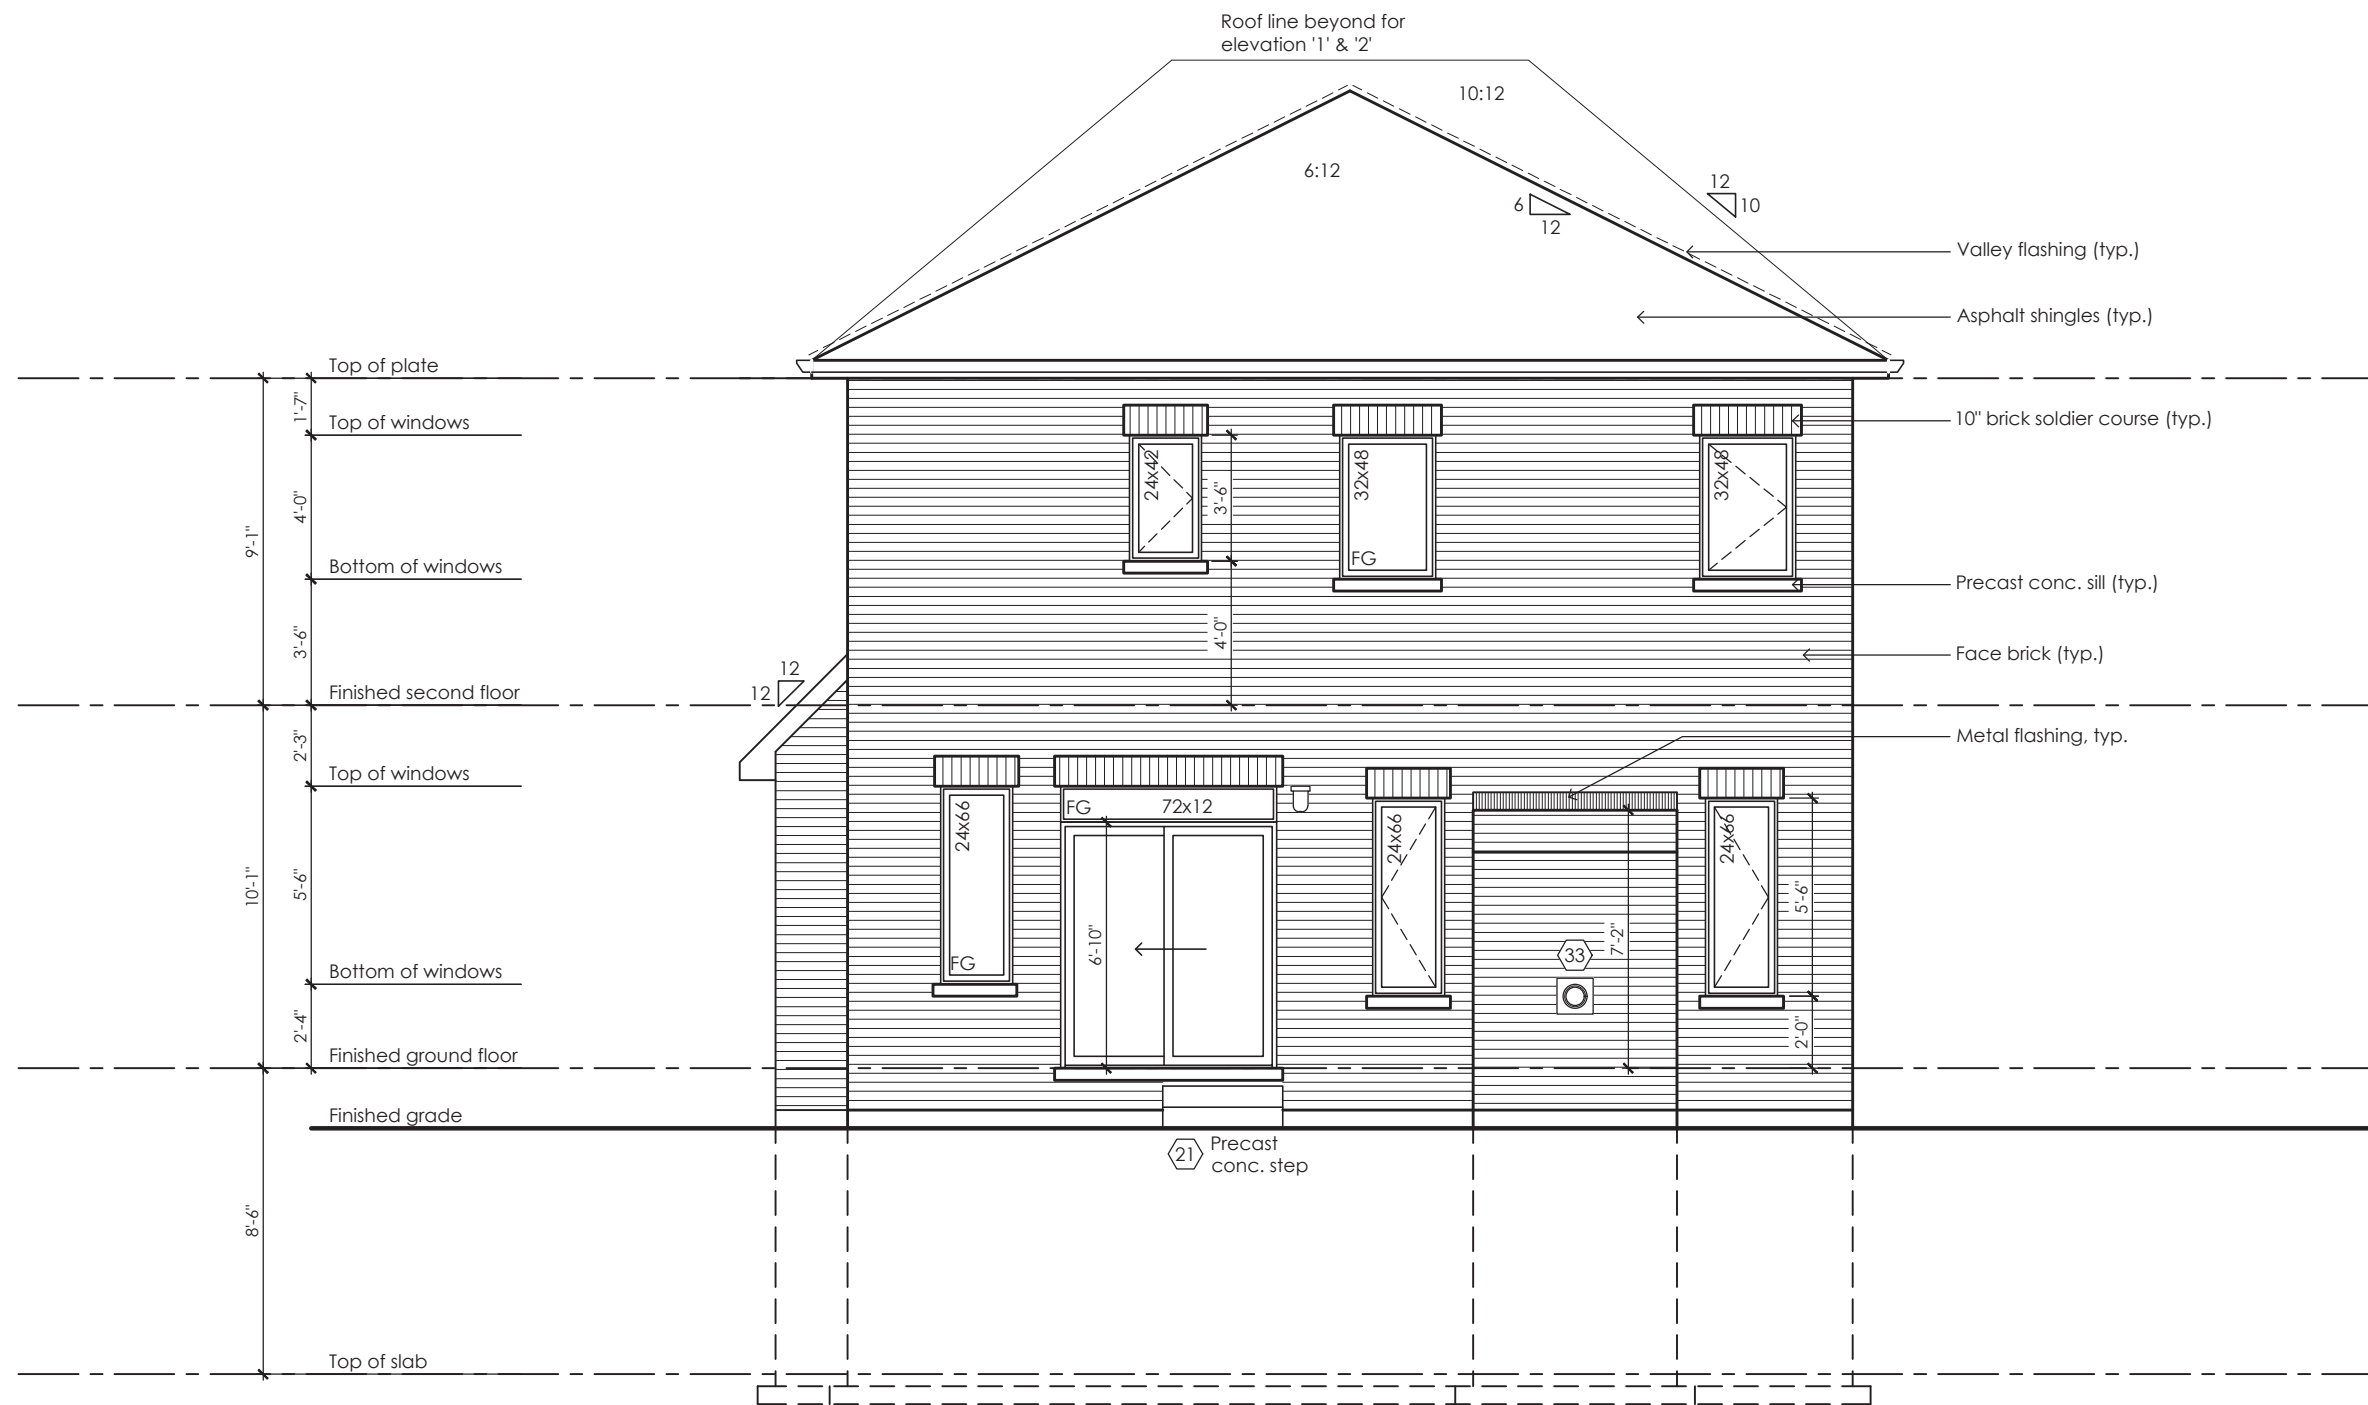 Roof line beyond for
elevation '1' & '2'
10:12
6:12
12
10
6
12
Valley flashing (typ.)
Asphalt shingles (typ.)
Top of plate
1'-7"
Top of windows
10" brick soldier course (typ.)
24x42
32x48
32x48
3'-6"
4'-0"
9'-1"
FG
Bottom of windows
Precast conc. sill (typ.)
3'-6"
4'-0"
Face brick (typ.)
12
12
Finished second floor
2'-3"
Metal flashing, typ.
Top of windows
FG
72x12
24x66
24x66
24x66
5'-6"
10'-1"
5'-6"
6'-10"
7'-2"
33
FG
Bottom of windows
2'-4"
2'-0"
Finished ground floor
Finished grade
21
Precast
conc. step
8'-6"
Top of slab